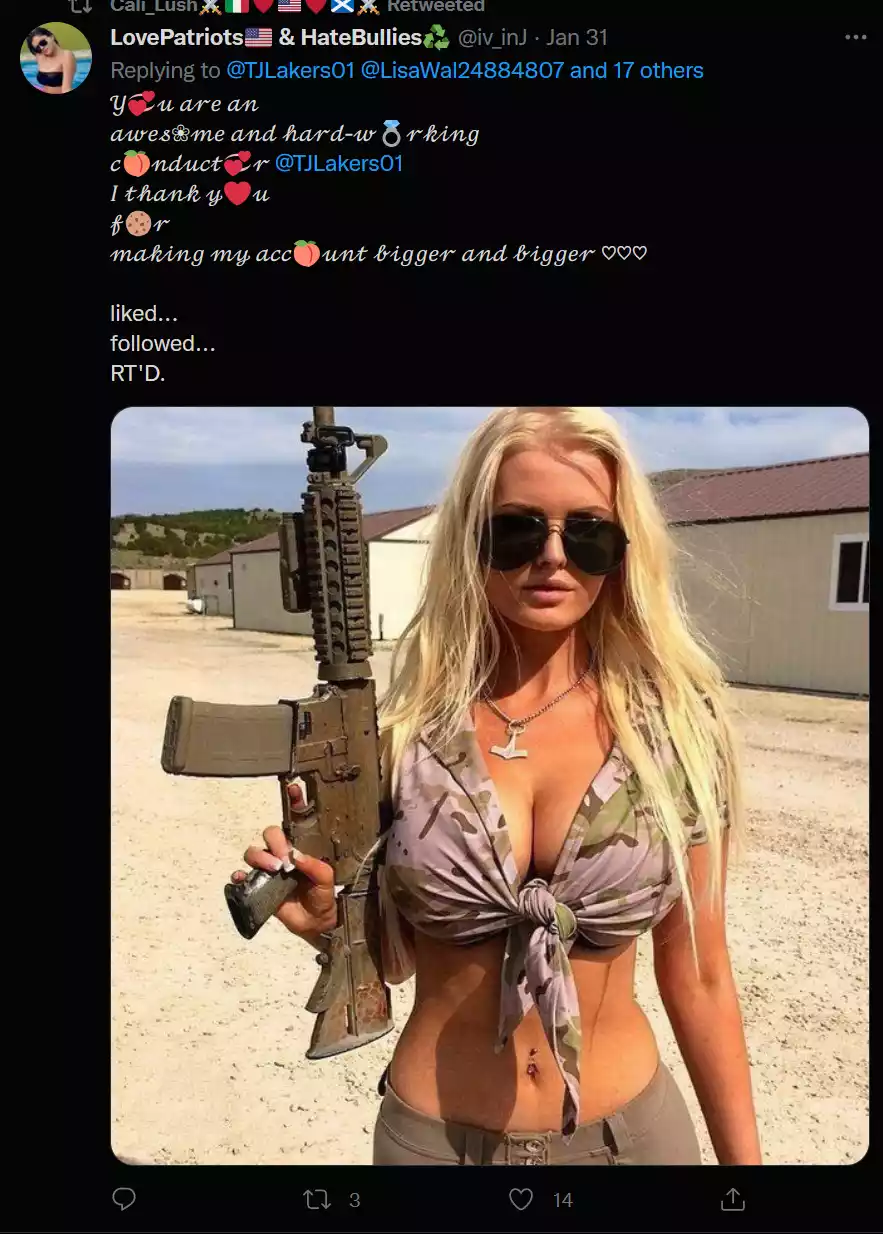 Cali_Lush⚔️🇮🇹❤️🇺🇸❤️🏴󠁧󠁢󠁳󠁣󠁴󠁿⚔️ Retweeted
LovePatriots🇺🇸 & HateBullies♻️ @iv_inJ · Jan 31
Replying to @TJLakers01 @LisaWal24884807 and 17 others
𝓨💞𝓾 𝓪𝓻𝓮 𝓪𝓷
𝓪𝔀𝓮𝓼❀𝓶𝓮 𝓪𝓷𝓭 𝓱𝓪𝓻𝓭-𝔀💍𝓻𝓴𝓲𝓷𝓰
𝓬🍑𝓷𝓭𝓾𝓬𝓽💞𝓻 @TJLakers01
𝓘 𝓽𝓱𝓪𝓷𝓴 𝔂❤️𝓾
𝓯🍪𝓻
𝓶𝓪𝓴𝓲𝓷𝓰 𝓶𝔂 𝓪𝓬𝓬🍑𝓾𝓷𝓽 𝓫𝓲𝓰𝓰𝓮𝓻 𝓪𝓷𝓭 𝓫𝓲𝓰𝓰𝓮𝓻 ♡♡♡
liked...
followed...
RT'D.
3 14